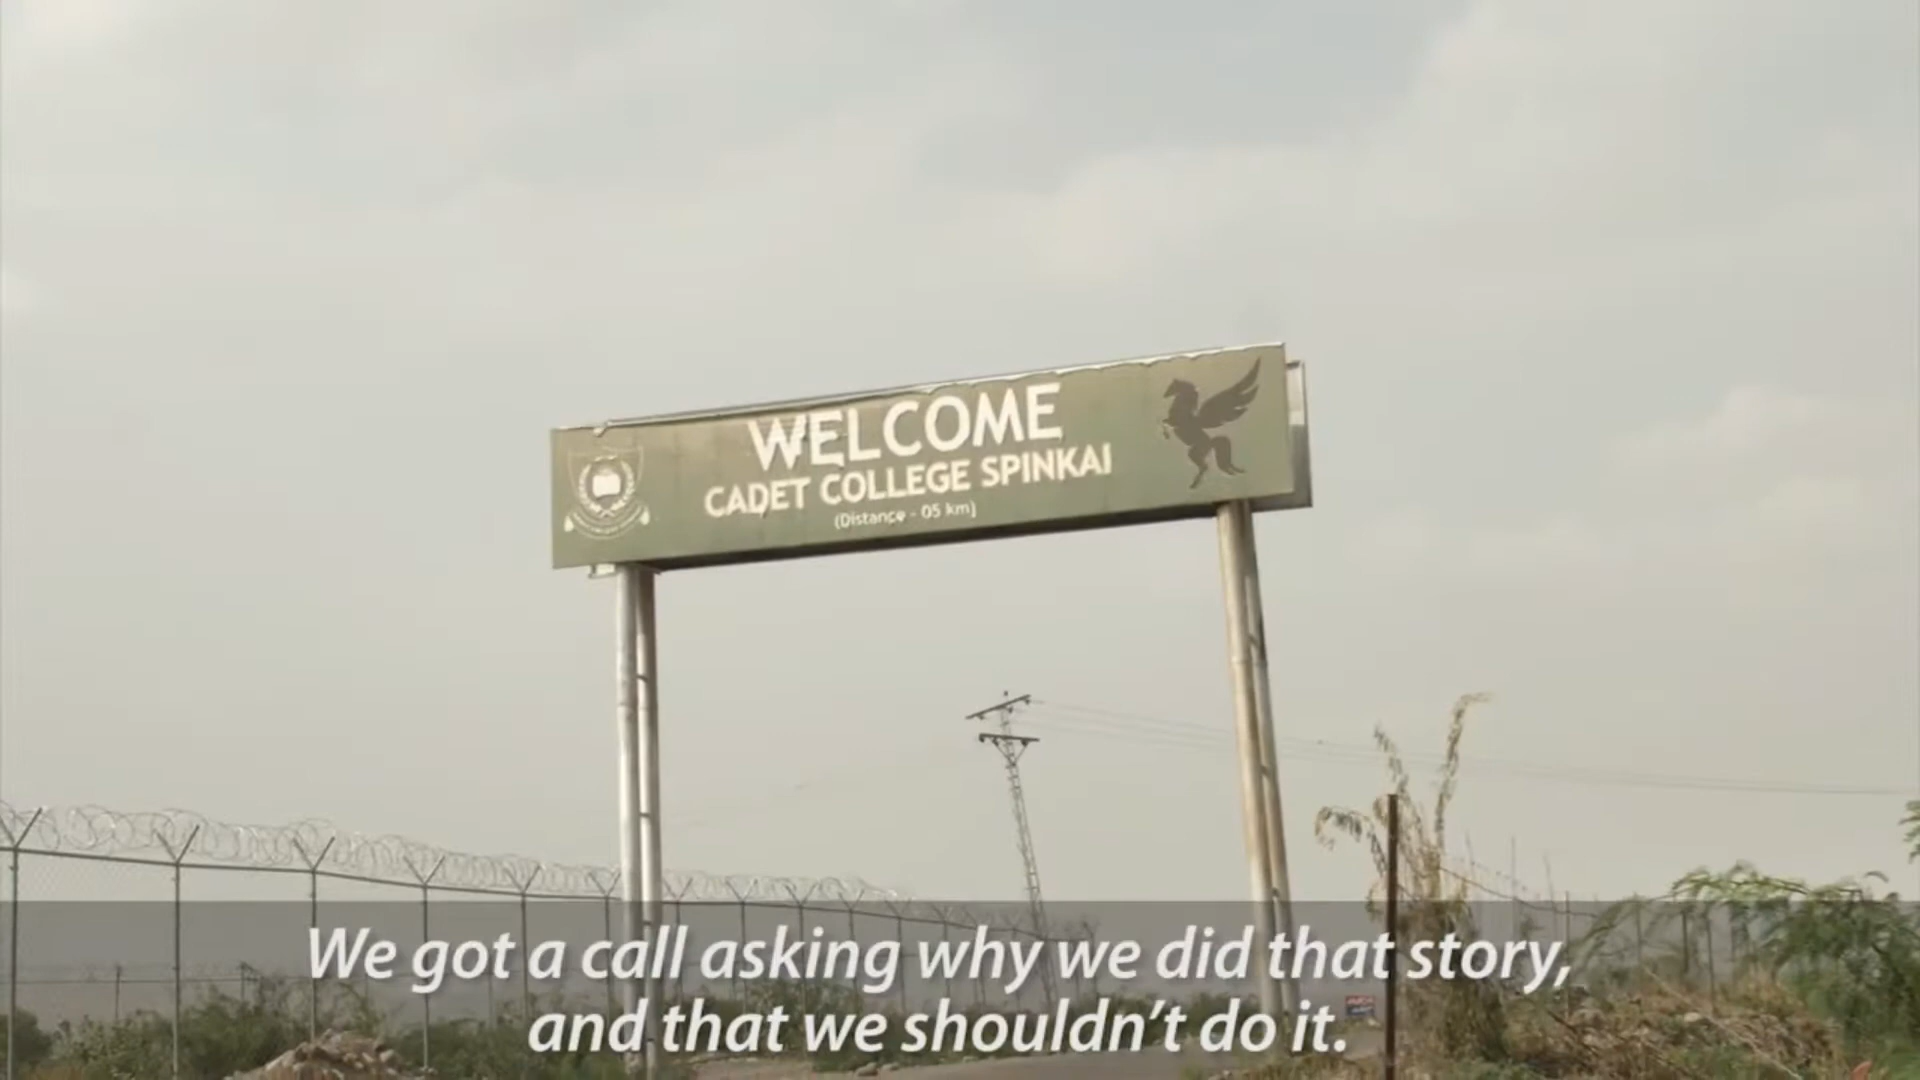 WELCOME
CADET COLLEGE SPINKAI
(Distance - 05 km)
We got a call asking why we did that story,
and that we shouldn't do it.